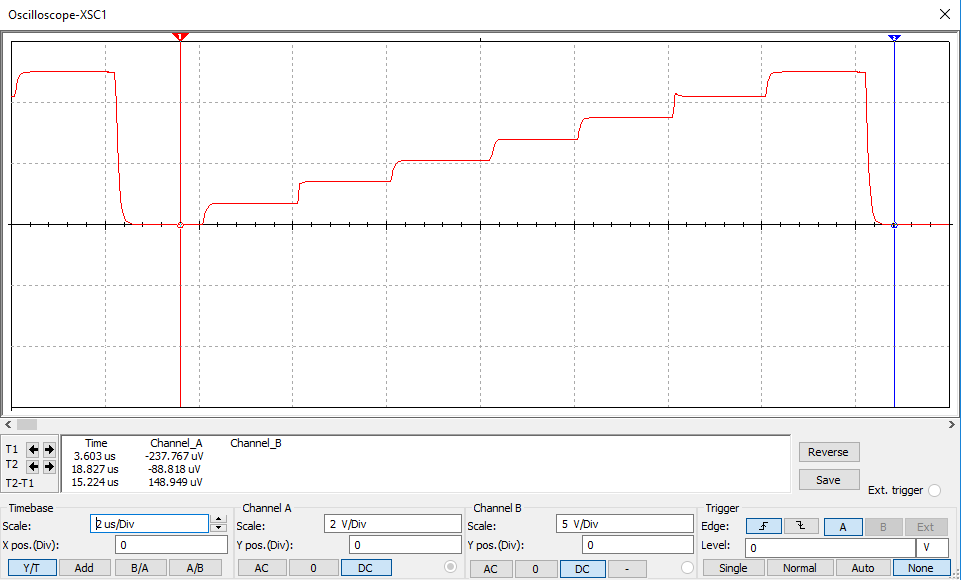 Oscilloscope-XSC1
1
2
T1
T2
T2-T1
Time Channel_A Channel_B
3.603 us -237.767 uV
18.827 us -88.818 uV
15.224 us 148.949 uV
Reverse
Save
Ext. trigger
Timebase
Scale: 2 us/Div
X pos.(Div): 0
Y/T Add B/A A/B
Channel A
Scale: 2 V/Div
Y pos.(Div): 0
AC 0 DC
Channel B
Scale: 5 V/Div
Y pos.(Div): 0
AC 0 DC -
Trigger
Edge: A B Ext
Level: 0 V
Single Normal Auto None